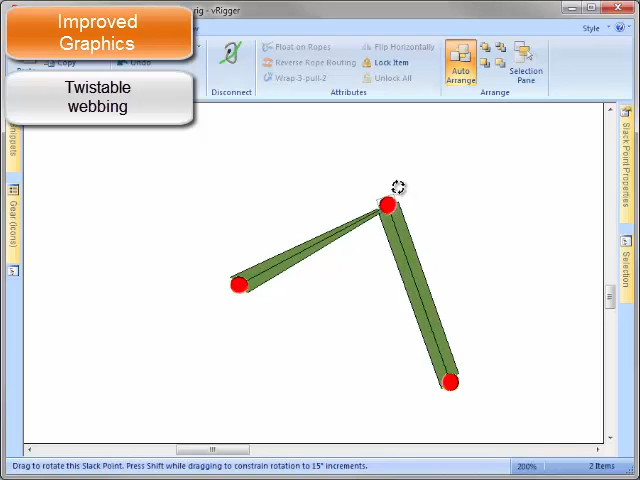 Improved
Graphics
Twistable
webbing
rig - vRigger
Style
Copy
Undo
Disconnect
Float on Ropes
Flip Horizontally
Reverse Rope Routing
Lock Item
Wrap-3-pull-2
Unlock All
Attributes
Auto
Arrange
Selection
Pane
Arrange
Snippets
Gear (icons)
Slack Point Properties
Selection
Drag to rotate this Slack Point. Press Shift while dragging to constrain rotation to 15° increments.
200%
2 Items